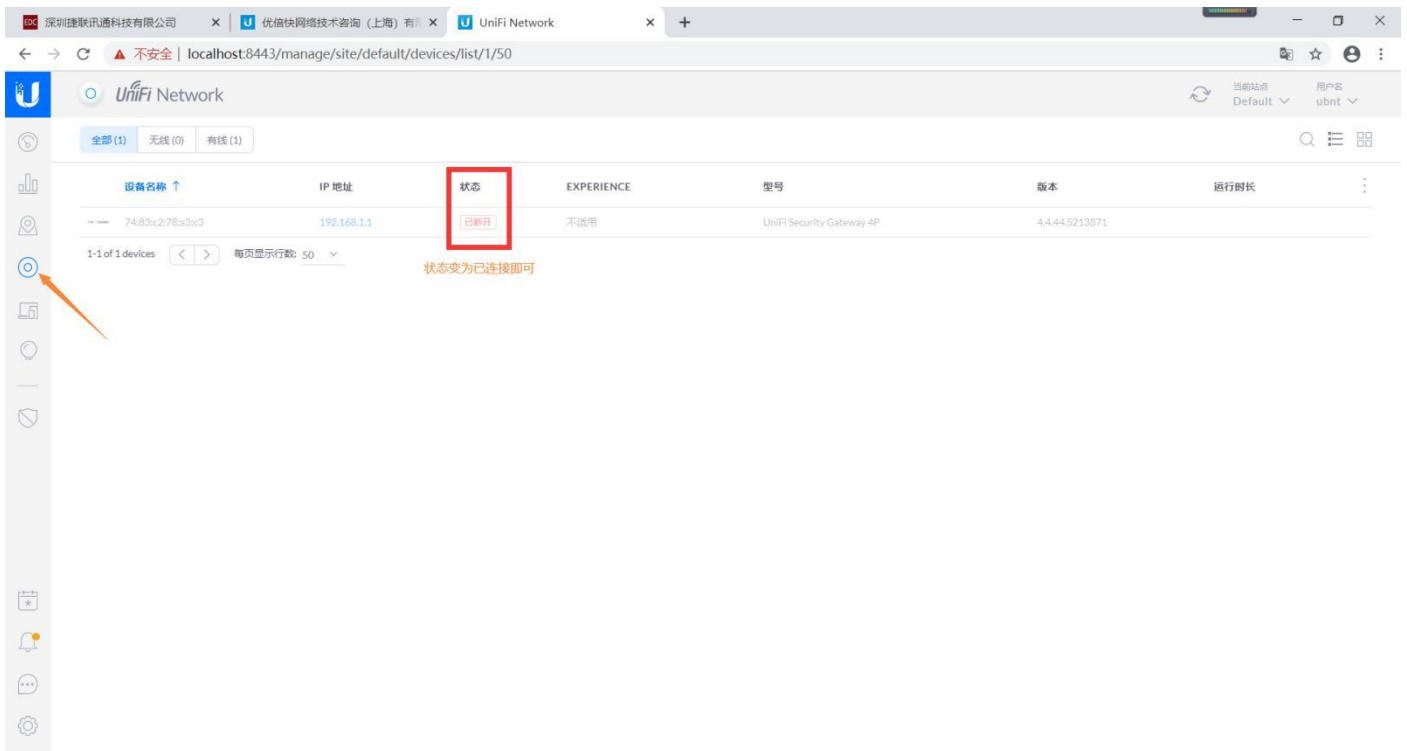 EDC 深圳捷联讯通科技有限公司
优倍快网络技术咨询 (上海) 有
UniFi Network
不安全 | localhost:8443/manage/site/default/devices/list/1/50
UniFi Network
当前站点
Default
用户名
ubnt
全部 (1) 无线 (0) 有线 (1)
设备名称 ↑ IP 地址 状态 EXPERIENCE 型号 版本 运行时长
74:83:c2:78:a3:c3 192.168.1.1 已断开 不适用 UniFi Security Gateway 4P 4.4.44.5213871
1-1 of 1 devices < > 每页显示行数: 50
状态变为已连接即可